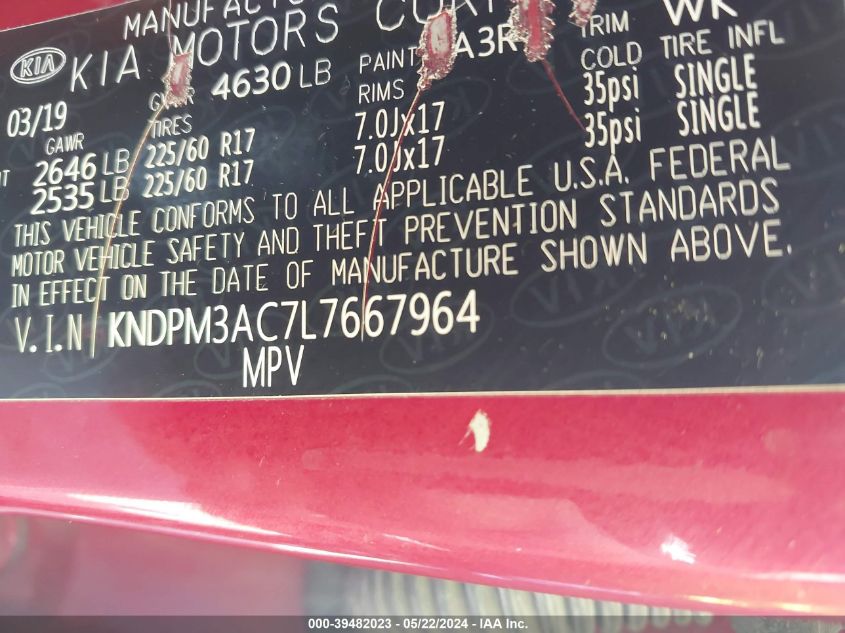 MANUFACTU
KIA KIA MOTORS CORP
03/19 GVWR 4630 LB PAINT A3R TRIM WK
GAWR TIRES RIMS COLD TIRE INFL
2646 LB 225/60 R17 7.0Jx17 35psi SINGLE
2535 LB 225/60 R17 7.0Jx17 35psi SINGLE
THIS VEHICLE CONFORMS TO ALL APPLICABLE U.S.A. FEDERAL
MOTOR VEHICLE SAFETY AND THEFT PREVENTION STANDARDS
IN EFFECT ON THE DATE OF MANUFACTURE SHOWN ABOVE.
V.I.N KNDPM3AC7L7667964
MPV
000-39482023 - 05/22/2024 - IAA Inc.